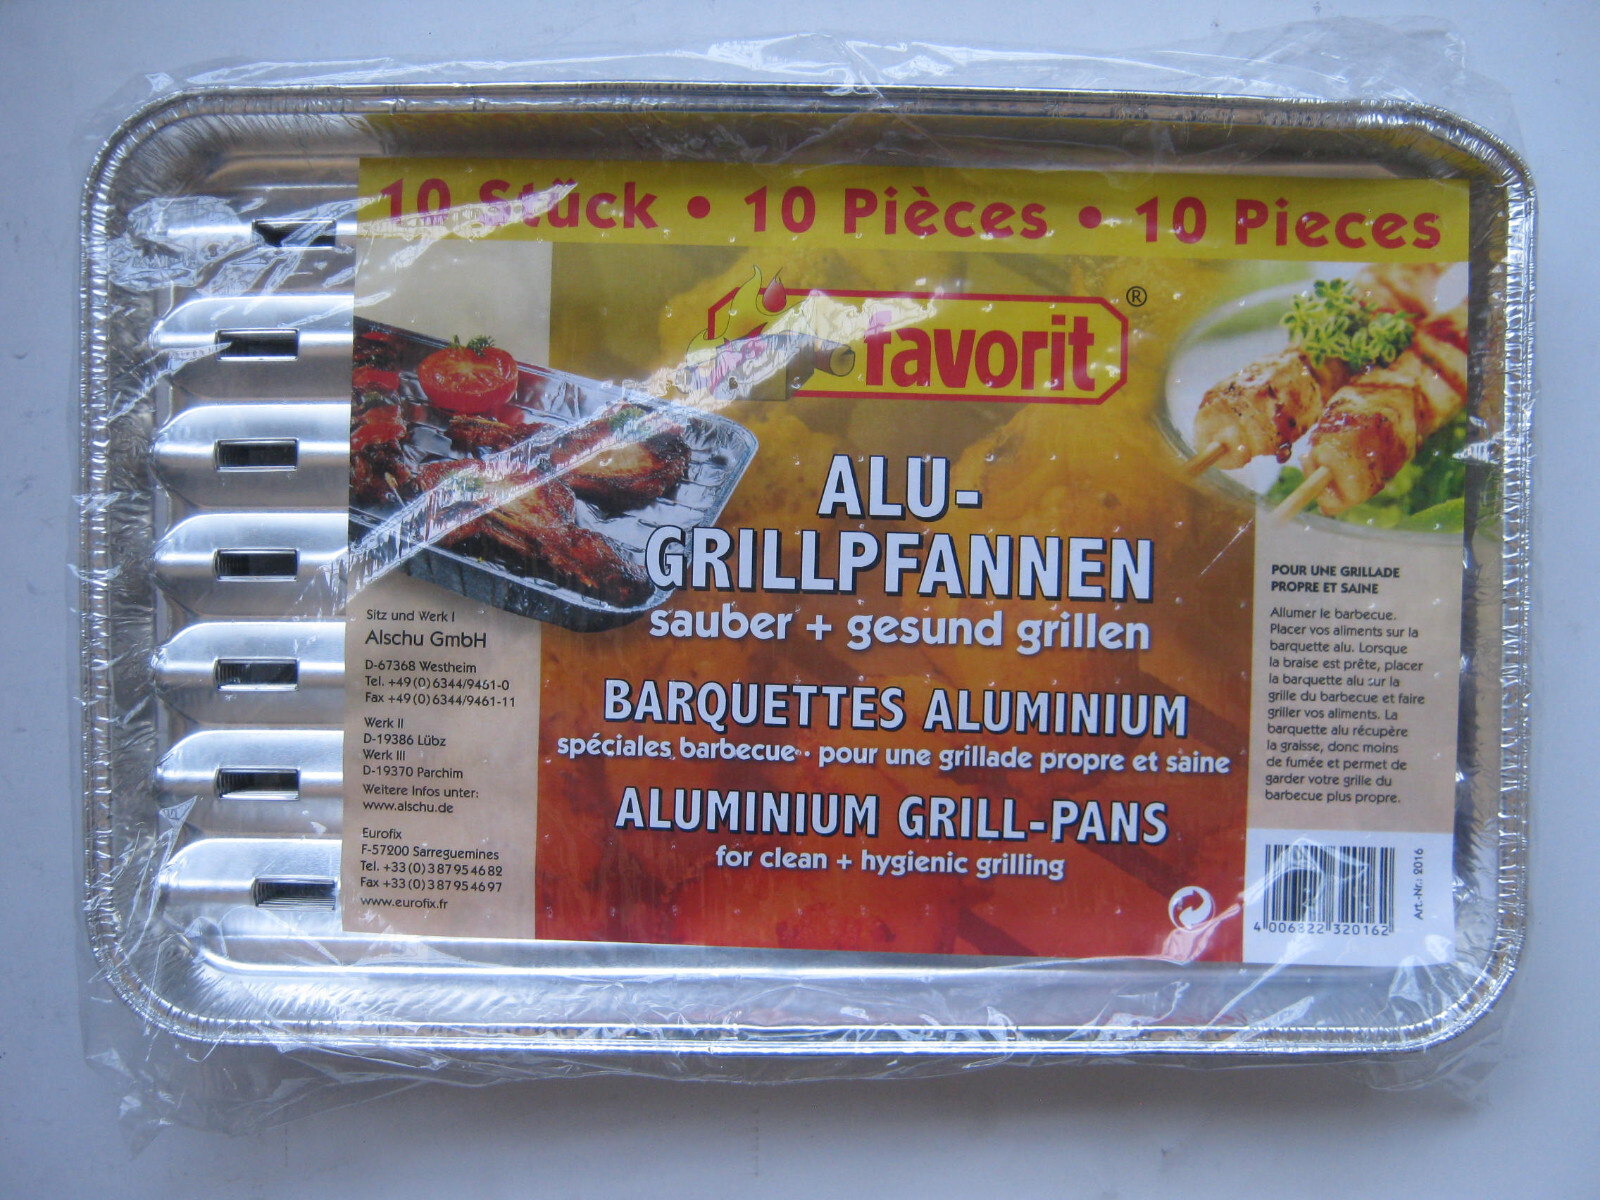 10 Stück • 10 Pièces • 10 Pieces
favorit ®
ALU-
GRILLPFANNEN
sauber + gesund grillen
BARQUETTES ALUMINIUM
spéciales barbecue · pour une grillade propre et saine
ALUMINIUM GRILL-PANS
for clean + hygienic grilling
Sitz und Werk I
Alschu GmbH
D-67368 Westheim
Tel. +49(0)6344/9461-0
Fax +49(0)6344/9461-11
Werk II
D-19386 Lübz
Werk III
D-19370 Parchim
Weitere Infos unter:
www.alschu.de
Eurofix
F-57200 Sarreguemines
Tel. +33(0)387954682
Fax +33(0)387954697
www.eurofix.fr
POUR UNE GRILLADE
PROPRE ET SAINE
Allumer le barbecue.
Placer vos aliments sur la
barquette alu. Lorsque
la braise est prête, placer
la barquette alu sur la
grille du barbecue et faire
griller vos aliments. La
barquette alu récupère
la graisse, donc moins
de fumée et permet de
garder votre grille du
barbecue plus propre.
4 006822 320162
Art.-Nr.: 2016